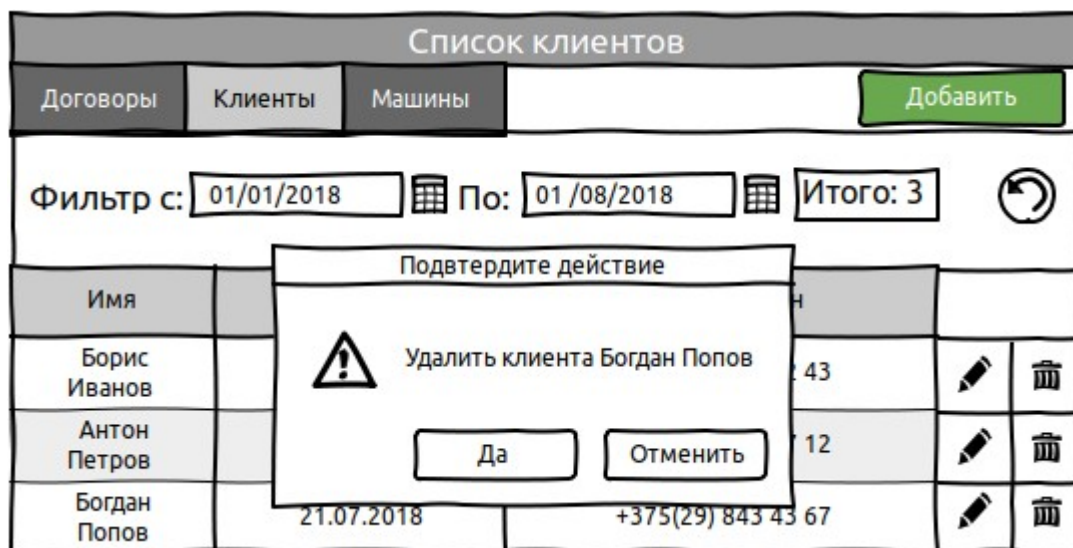 Список клиентов
Договоры Клиенты Машины Добавить
Фильтр с: 01/01/2018 По: 01 /08/2018 Итого: 3
Подвтердите действие
Имя н
Удалить клиента Богдан Попов
Борис
Иванов
43
Да Отменить
Антон
Петров
12
Богдан
Попов
21.07.2018 +375(29) 843 43 67